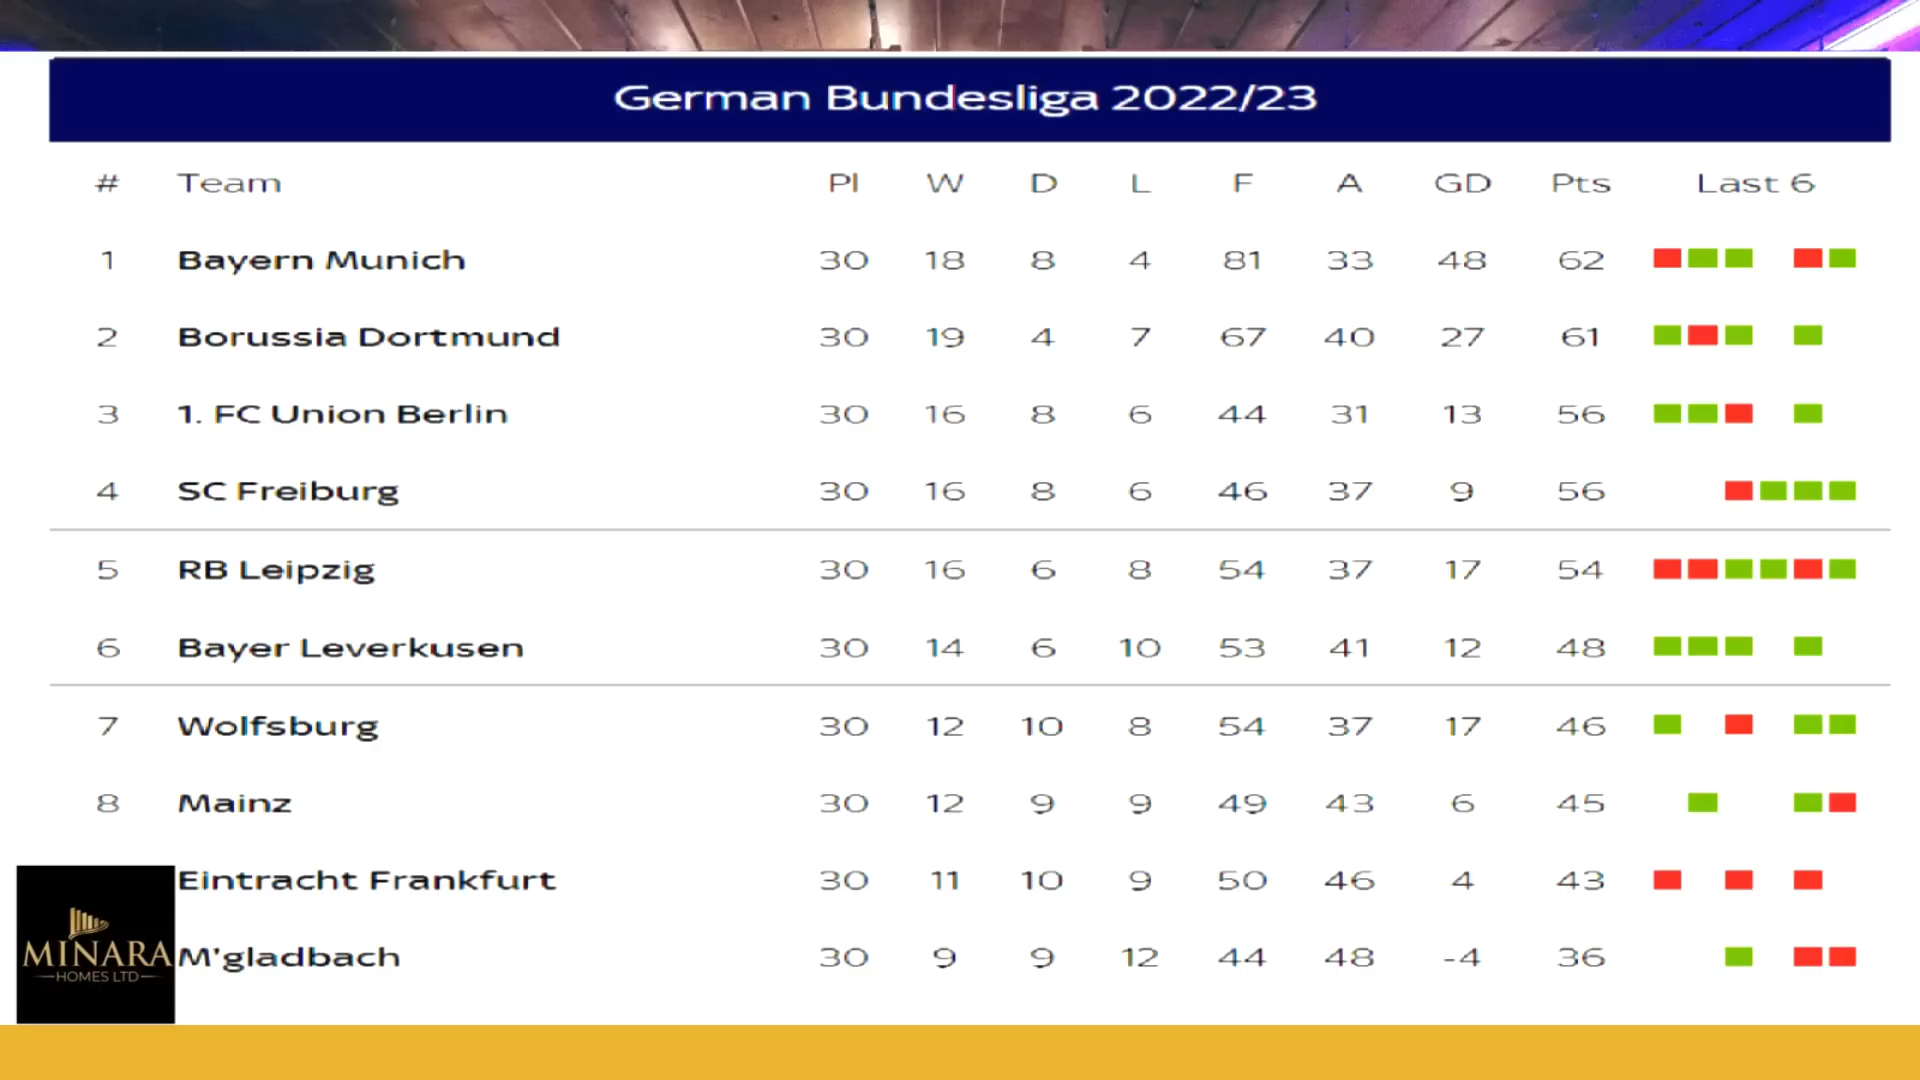 German Bundesliga 2022/23
# Team Pl W D L F A GD Pts Last 6
1 Bayern Munich 30 18 8 4 81 33 48 62
2 Borussia Dortmund 30 19 4 7 67 40 27 61
3 1. FC Union Berlin 30 16 8 6 44 31 13 56
4 SC Freiburg 30 16 8 6 46 37 9 56
5 RB Leipzig 30 16 6 8 54 37 17 54
6 Bayer Leverkusen 30 14 6 10 53 41 12 48
7 Wolfsburg 30 12 10 8 54 37 17 46
8 Mainz 30 12 9 9 49 43 6 45
Eintracht Frankfurt 30 11 10 9 50 46 4 43
M'gladbach 30 9 9 12 44 48 -4 36
MINARA
HOMES LTD